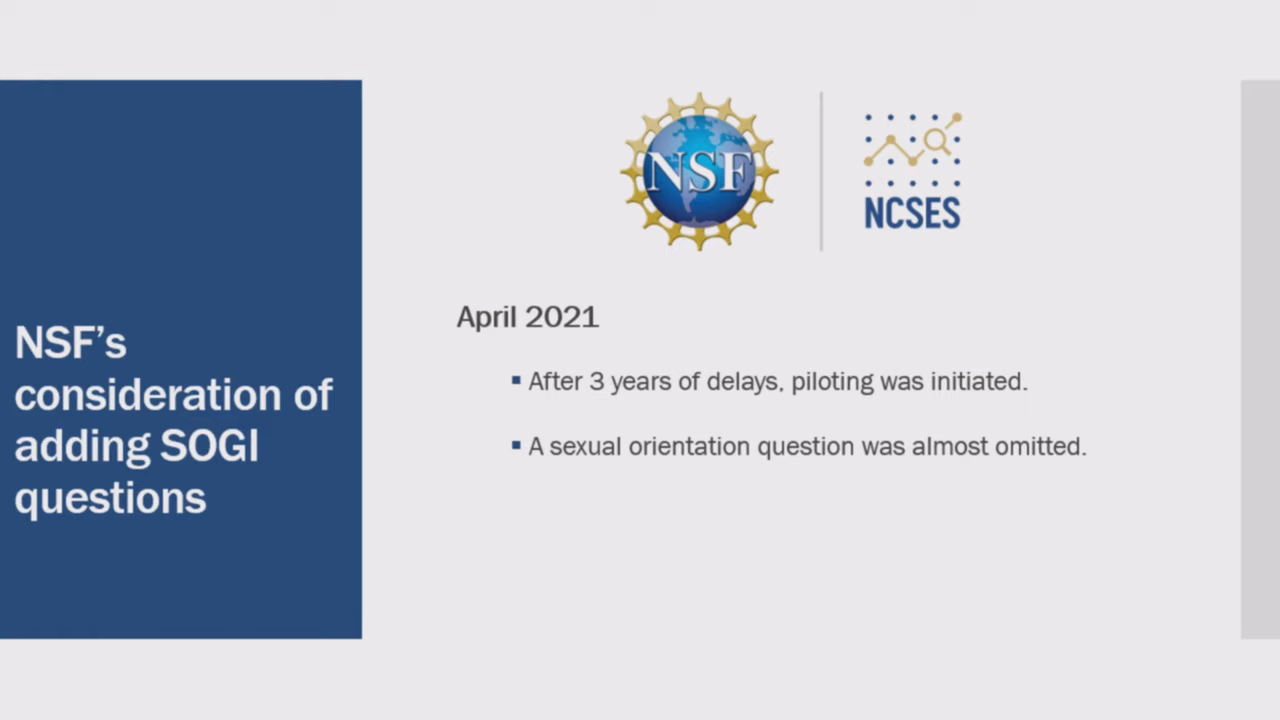 NSF
NCSES
NSF's
consideration of
adding SOGI
questions
April 2021
▪ After 3 years of delays, piloting was initiated.
▪ A sexual orientation question was almost omitted.